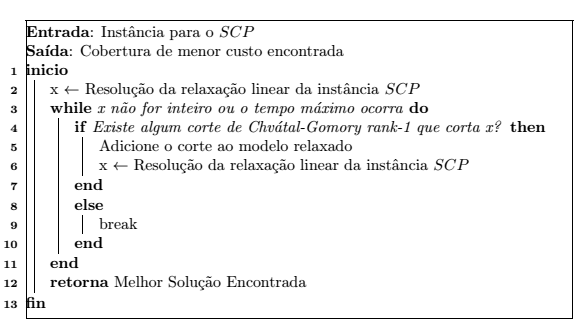 Entrada: Instância para o SCP
Saída: Cobertura de menor custo encontrada
1 inicio
2 x ← Resolução da relaxação linear da instância SCP
3 while x não for inteiro ou o tempo máximo ocorra do
4 if Existe algum corte de Chvátal-Gomory rank-1 que corta x? then
5 Adicione o corte ao modelo relaxado
6 x ← Resolução da relaxação linear da instância SCP
7 end
8 else
9 break
10 end
11 end
12 retorna Melhor Solução Encontrada
13 fin